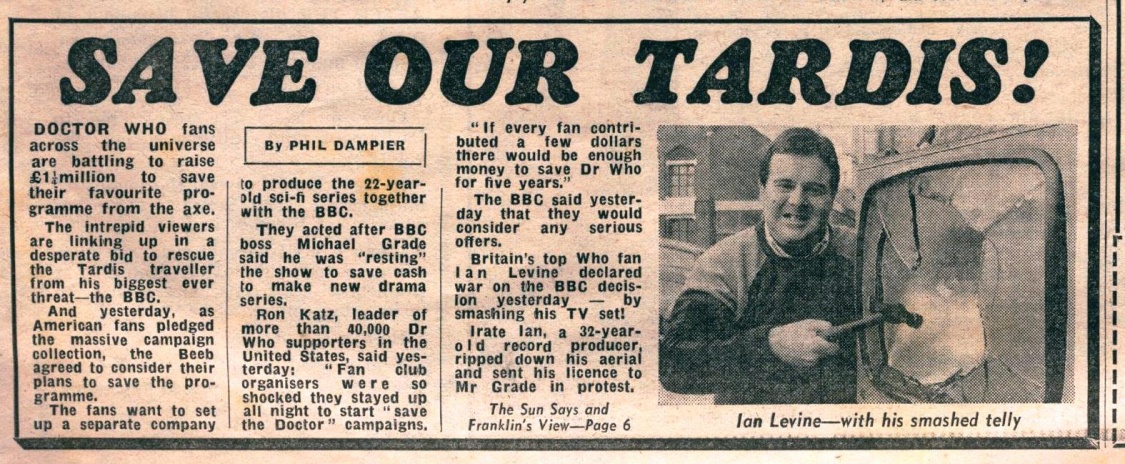 SAVE OUR TARDIS!
DOCTOR WHO fans
across the universe
are battling to raise
£1¼million to save
their favourite pro-
gramme from the axe.
The intrepid viewers
are linking up in a
desperate bid to rescue
the Tardis traveller
from his biggest ever
threat—the BBC.
And yesterday, as
American fans pledged
the massive campaign
collection, the Beeb
agreed to consider their
plans to save the pro-
gramme.
The fans want to set
up a separate company
By PHIL DAMPIER
to produce the 22-year-
old sci-fi series together
with the BBC.
They acted after BBC
boss Michael Grade
said he was "resting"
the show to save cash
to make new drama
series.
Ron Katz, leader of
more than 40,000 Dr
Who supporters in the
United States, said yes-
terday: "Fan club
organisers were so
shocked they stayed up
all night to start "save
the Doctor" campaigns.
"If every fan contri-
buted a few dollars
there would be enough
money to save Dr Who
for five years."
The BBC said yester-
day that they would
consider any serious
offers.
Britain's top Who fan
Ian Levine declared
war on the BBC decis-
ion yesterday — by
smashing his TV set!
Irate Ian, a 32-year-
old record producer,
ripped down his aerial
and sent his licence to
Mr Grade in protest.
The Sun Says and
Franklin's View—Page 6
Ian Levine—with his smashed telly